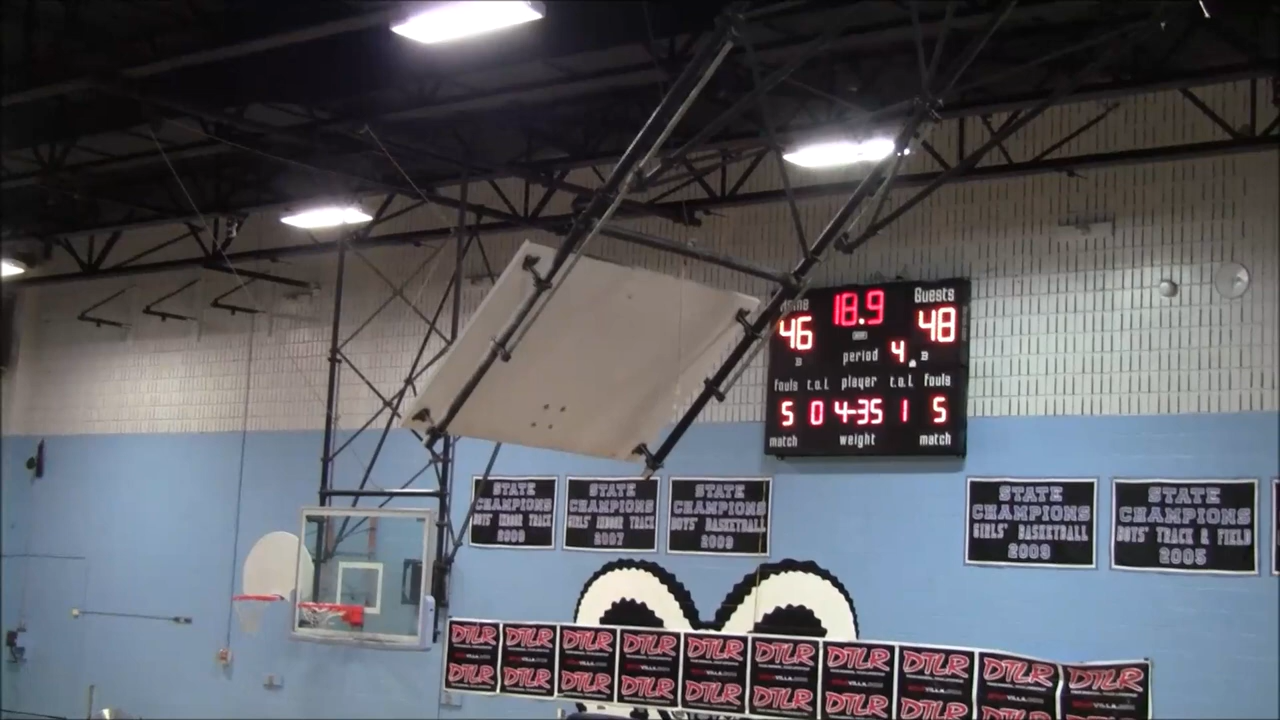 Home 18.9 Guests
46 48
period 4
B B
fouls t.o.l player t.o.l fouls
5 0 4-35 1 5
match weight match
STATE
CHAMPIONS
BOYS' INDOOR TRACK
STATE
CHAMPIONS
GIRLS' INDOOR TRACK
2007
STATE
CHAMPIONS
BOYS' BASKETBALL
2009
STATE
CHAMPIONS
GIRLS' BASKETBALL
2009
STATE
CHAMPIONS
BOYS' TRACK & FIELD
2005
DTLR DTLR DTLR DTLR DTLR DTLR DTLR DTLR DTLR DTLR
DTLR DTLR DTLR DTLR DTLR DTLR DTLR DTLR DTLR DTLR